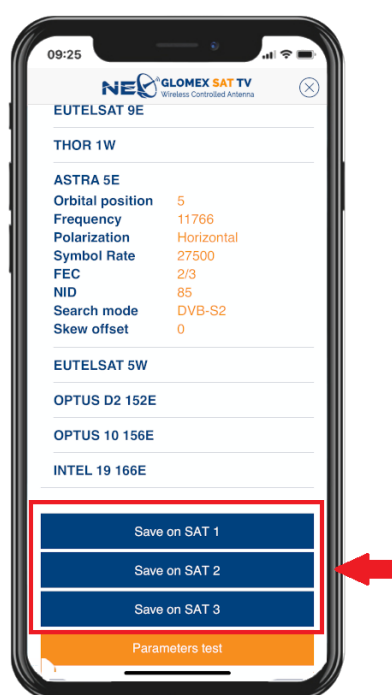 09:25
NEO GLOMEX SAT TV
Wireless Controlled Antenna
EUTELSAT 9E
THOR 1W
ASTRA 5E
Orbital position 5
Frequency 11766
Polarization Horizontal
Symbol Rate 27500
FEC 2/3
NID 85
Search mode DVB-S2
Skew offset 0
EUTELSAT 5W
OPTUS D2 152E
OPTUS 10 156E
INTEL 19 166E
Save on SAT 1
Save on SAT 2
Save on SAT 3
Parameters test